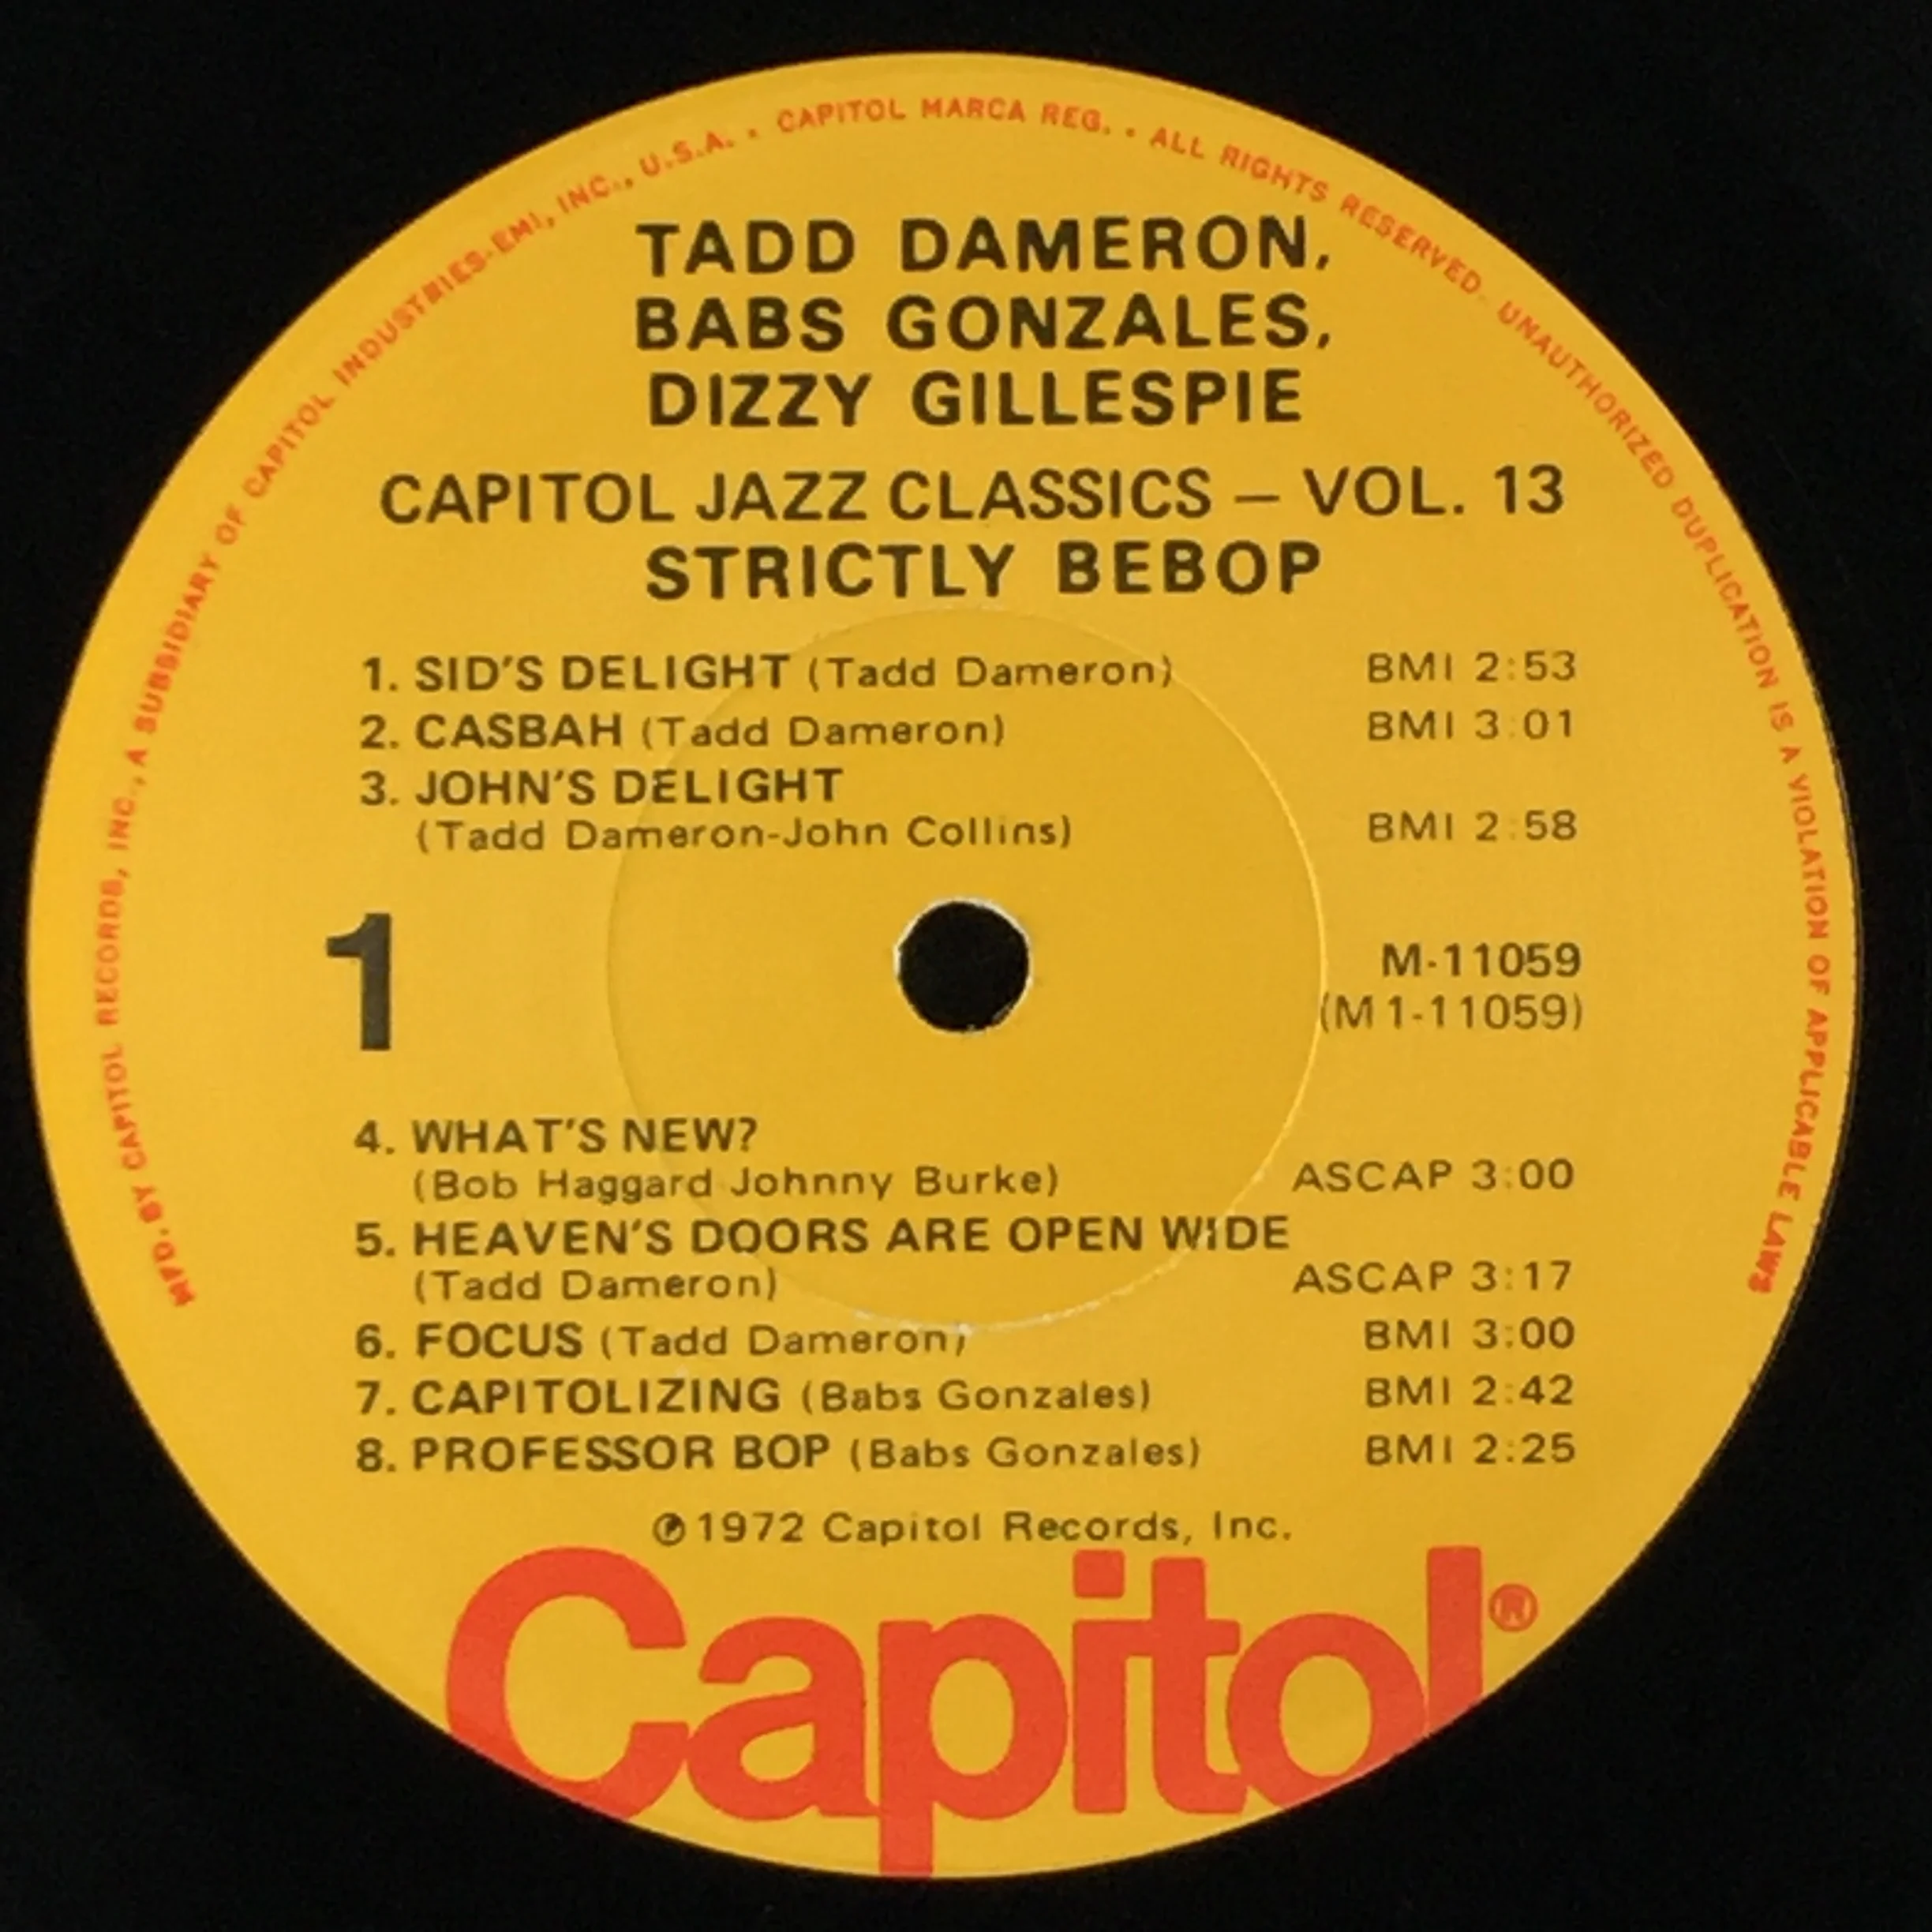 MFD. BY CAPITOL RECORDS, INC., A SUBSIDIARY OF CAPITOL INDUSTRIES-EMI, INC., U.S.A. • CAPITOL MARCA REG. • ALL RIGHTS RESERVED. UNAUTHORIZED DUPLICATION IS A VIOLATION OF APPLICABLE LAWS
TADD DAMERON,
BABS GONZALES,
DIZZY GILLESPIE
CAPITOL JAZZ CLASSICS – VOL. 13
STRICTLY BEBOP
1. SID'S DELIGHT (Tadd Dameron) BMI 2:53
2. CASBAH (Tadd Dameron) BMI 3:01
3. JOHN'S DELIGHT
(Tadd Dameron-John Collins) BMI 2:58
1
M-11059
(M1-11059)
4. WHAT'S NEW?
(Bob Haggard Johnny Burke) ASCAP 3:00
5. HEAVEN'S DOORS ARE OPEN WIDE
(Tadd Dameron) ASCAP 3:17
6. FOCUS (Tadd Dameron) BMI 3:00
7. CAPITOLIZING (Babs Gonzales) BMI 2:42
8. PROFESSOR BOP (Babs Gonzales) BMI 2:25
℗1972 Capitol Records, Inc.
Capitol®